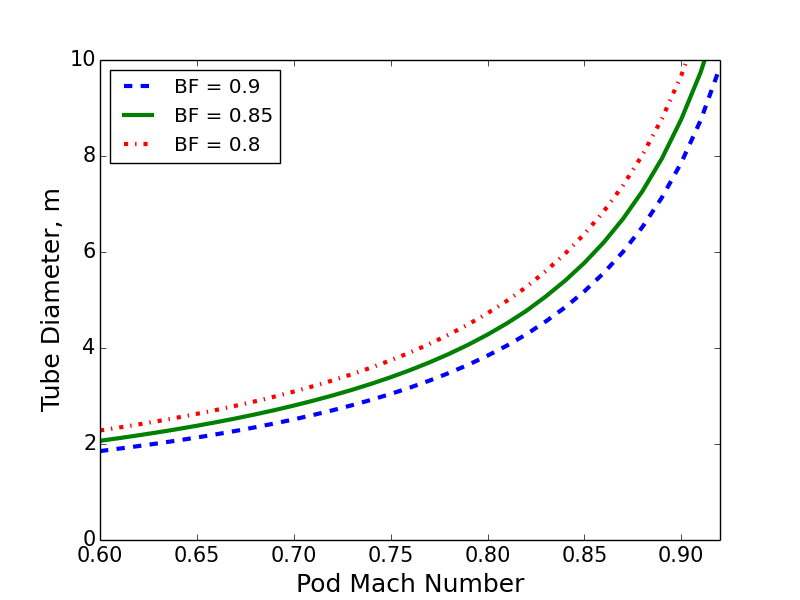 10
8
6
4
2
0
Tube Diameter, m
BF = 0.9
BF = 0.85
BF = 0.8
0.60 0.65 0.70 0.75 0.80 0.85 0.90
Pod Mach Number